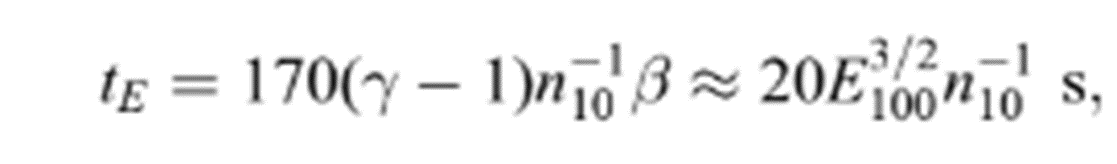 t_E = 170(γ − 1)n_{10}^{−1}β ≈ 20E_{100}^{3/2}n_{10}^{−1} s,